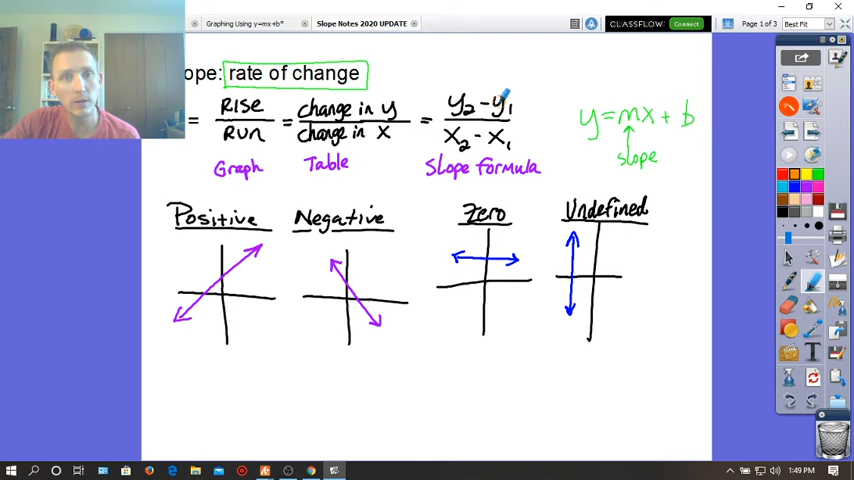 Graphing Using y=mx+b*
Slope Notes 2020 UPDATE
CLASSFLOW
Connect
Page 1 of 3
Best Fit
ope: rate of change
= RISE / RUN = change in y / change in x = y₂-y₁ / x₂-x₁
y=mx+b
slope
Graph Table Slope formula
Positive Negative Zero Undefined
1:49 PM